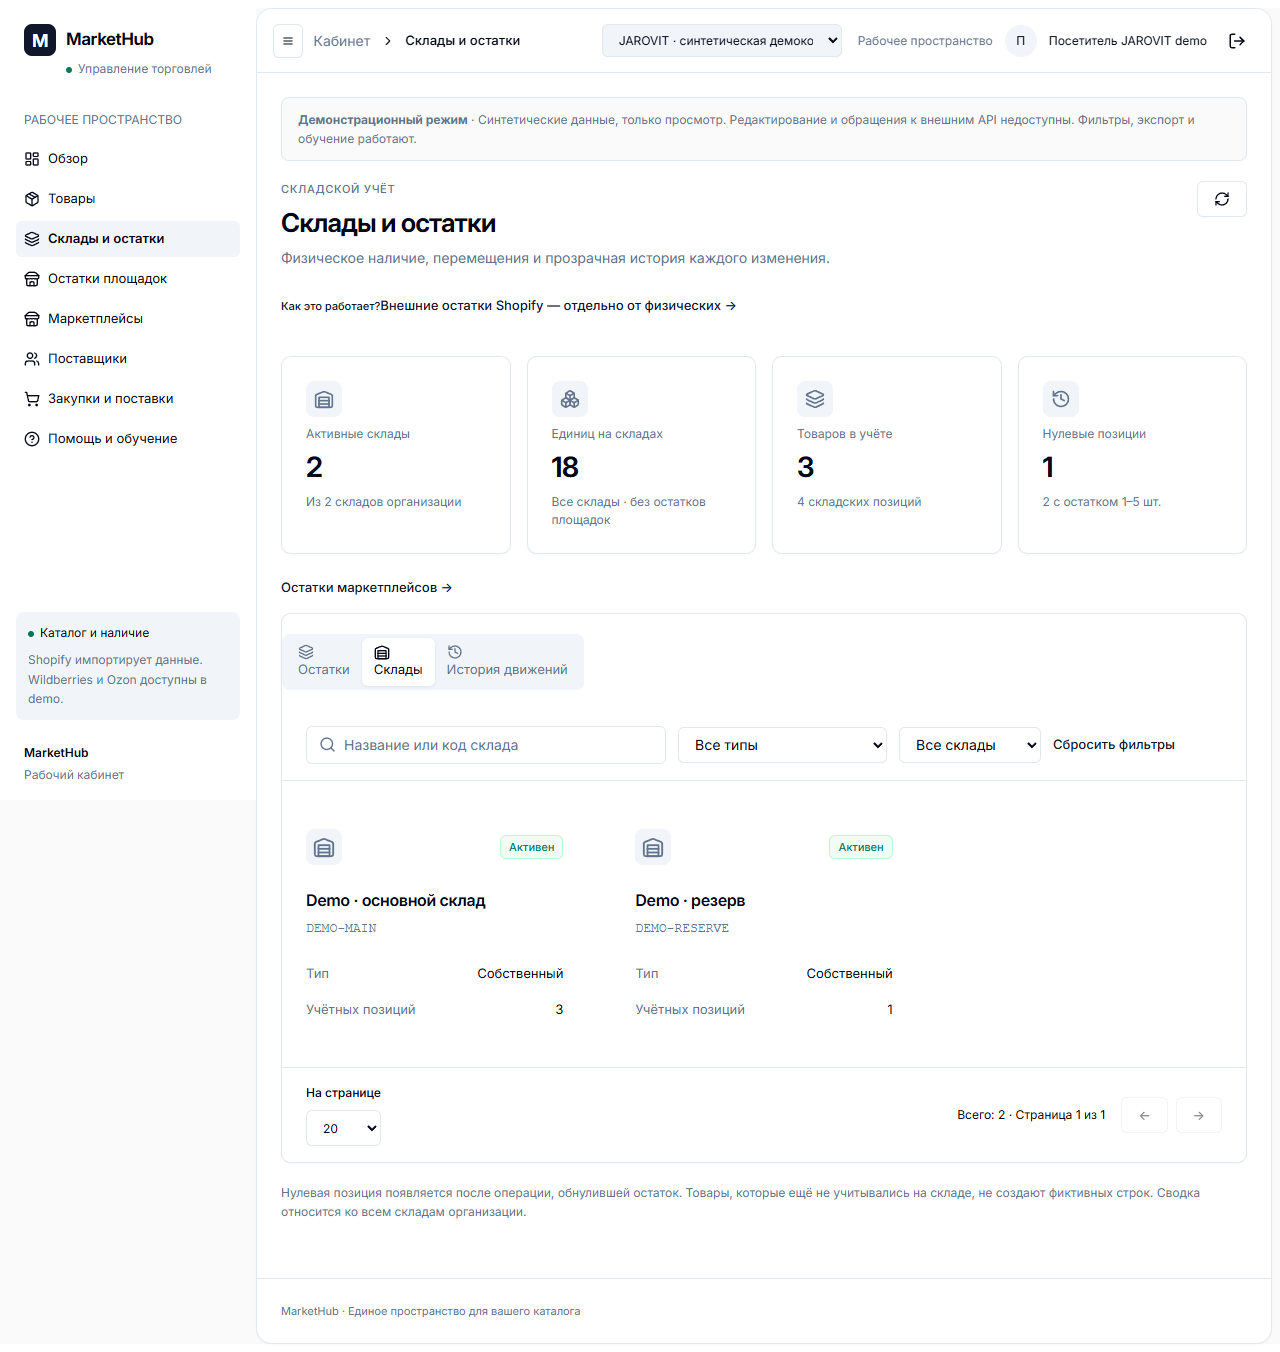 M MarketHub
Управление торговлей
РАБОЧЕЕ ПРОСТРАНСТВО
Обзор
Товары
Склады и остатки
Остатки площадок
Маркетплейсы
Поставщики
Закупки и поставки
Помощь и обучение
Каталог и наличие
Shopify импортирует данные.
Wildberries и Ozon доступны в
demo.
MarketHub
Рабочий кабинет
Кабинет > Склады и остатки
JAROVIT · синтетическая демоко
Рабочее пространство
П
Посетитель JAROVIT demo
Демонстрационный режим · Синтетические данные, только просмотр. Редактирование и обращения к внешним API недоступны. Фильтры, экспорт и
обучение работают.
СКЛАДСКОЙ УЧЁТ
Склады и остатки
Физическое наличие, перемещения и прозрачная история каждого изменения.
Как это работает?Внешние остатки Shopify — отдельно от физических →
Активные склады
2
Из 2 складов организации
Единиц на складах
18
Все склады · без остатков
площадок
Товаров в учёте
3
4 складских позиций
Нулевые позиции
1
2 с остатком 1–5 шт.
Остатки маркетплейсов →
Остатки
Склады
История движений
Название или код склада
Все типы
Все склады
Сбросить фильтры
Активен
Demo · основной склад
DEMO-MAIN
Тип Собственный
Учётных позиций 3
Активен
Demo · резерв
DEMO-RESERVE
Тип Собственный
Учётных позиций 1
На странице
20
Всего: 2 · Страница 1 из 1
←
→
Нулевая позиция появляется после операции, обнулившей остаток. Товары, которые ещё не учитывались на складе, не создают фиктивных строк. Сводка
относится ко всем складам организации.
MarketHub · Единое пространство для вашего каталога